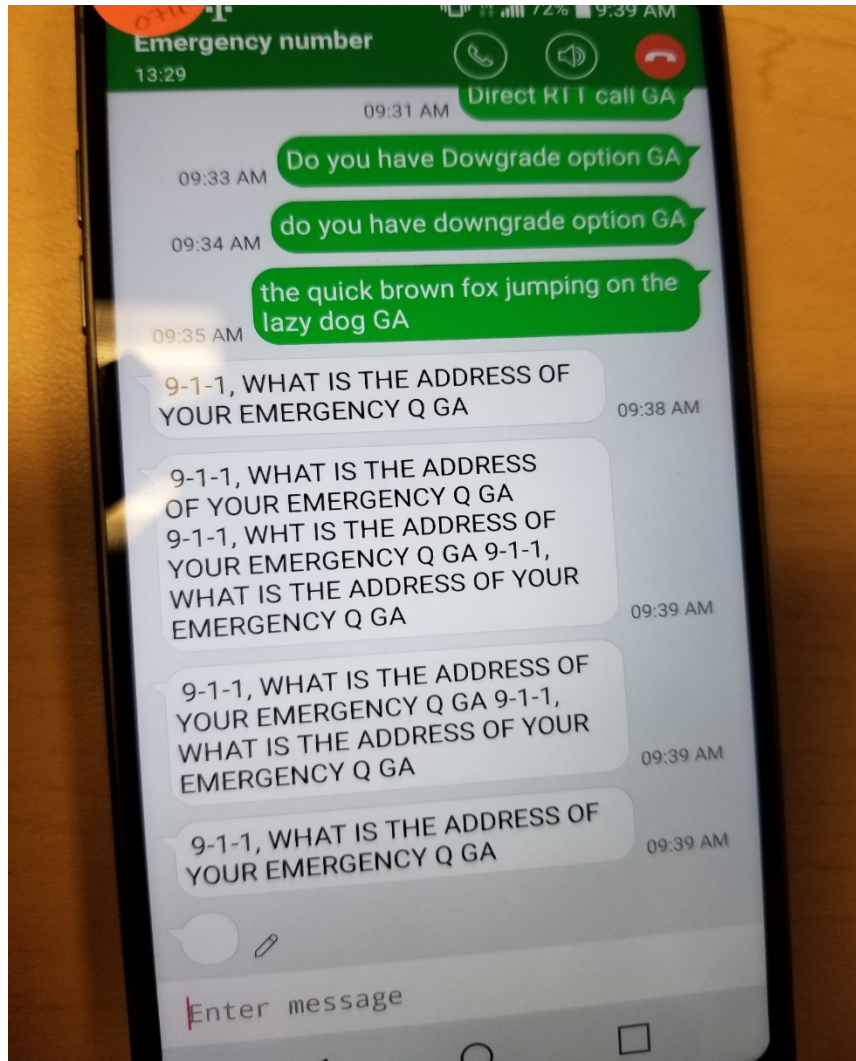 0711
72% 9:39 AM
Emergency number
13:29
Direct RTT call GA
09:31 AM
Do you have Dowgrade option GA
09:33 AM
do you have downgrade option GA
09:34 AM
the quick brown fox jumping on the
lazy dog GA
09:35 AM
9-1-1, WHAT IS THE ADDRESS OF
YOUR EMERGENCY Q GA
09:38 AM
9-1-1, WHAT IS THE ADDRESS
OF YOUR EMERGENCY Q GA
9-1-1, WHT IS THE ADDRESS OF
YOUR EMERGENCY Q GA 9-1-1,
WHAT IS THE ADDRESS OF YOUR
EMERGENCY Q GA
09:39 AM
9-1-1, WHAT IS THE ADDRESS OF
YOUR EMERGENCY Q GA 9-1-1,
WHAT IS THE ADDRESS OF YOUR
EMERGENCY Q GA
09:39 AM
9-1-1, WHAT IS THE ADDRESS OF
YOUR EMERGENCY Q GA
09:39 AM
Enter message